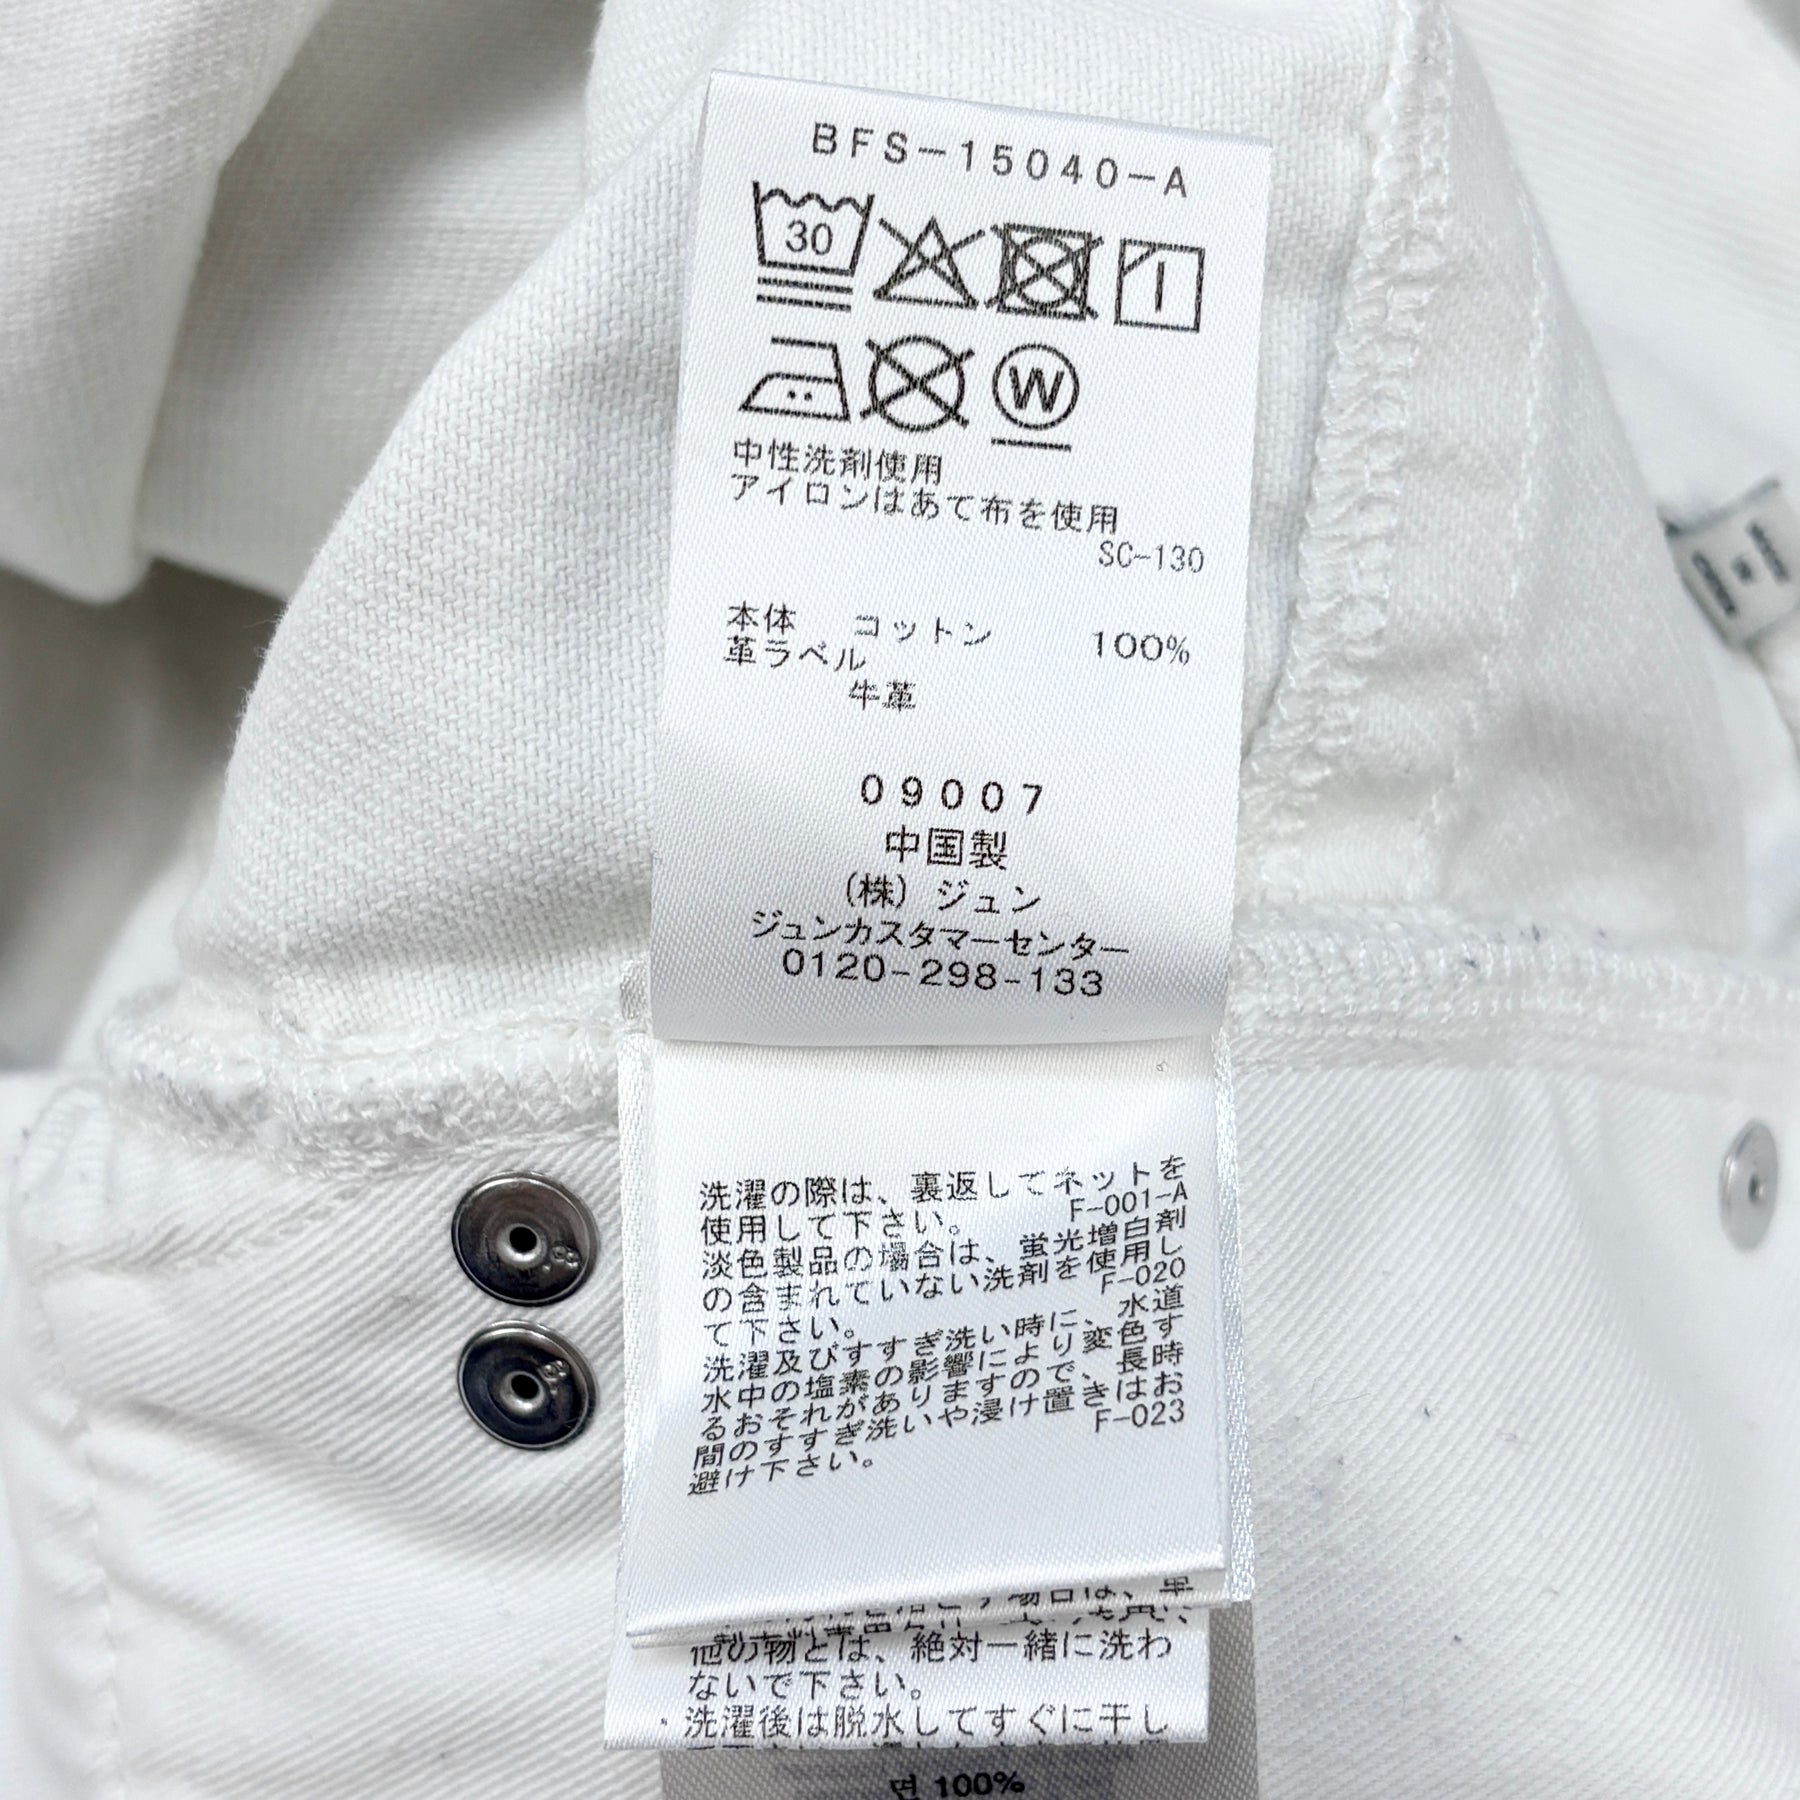 BFS-15040-A
30
W
中性洗剤使用
アイロンはあて布を使用
SC-130
本体 コットン 100%
革ラベル
牛革
09007
中国製
(株) ジュン
ジュンカスタマーセンター
0120-298-133
洗濯の際は、裏返してネットを
使用して下さい。
F-001-A
淡色製品の場合は、蛍光増白剤
の含まれていない洗剤を使用し
て下さい。
F-020
洗濯及びすすぎ洗い時に、水道
水中の塩素の影響により変色す
るおそれがありますので、長時
間のすすぎ洗いや浸け置きはお
避け下さい。
F-023
他の物とは、絶対一緒に洗わ
ないで下さい。
・洗濯後は脱水してすぐに干し
면 100%